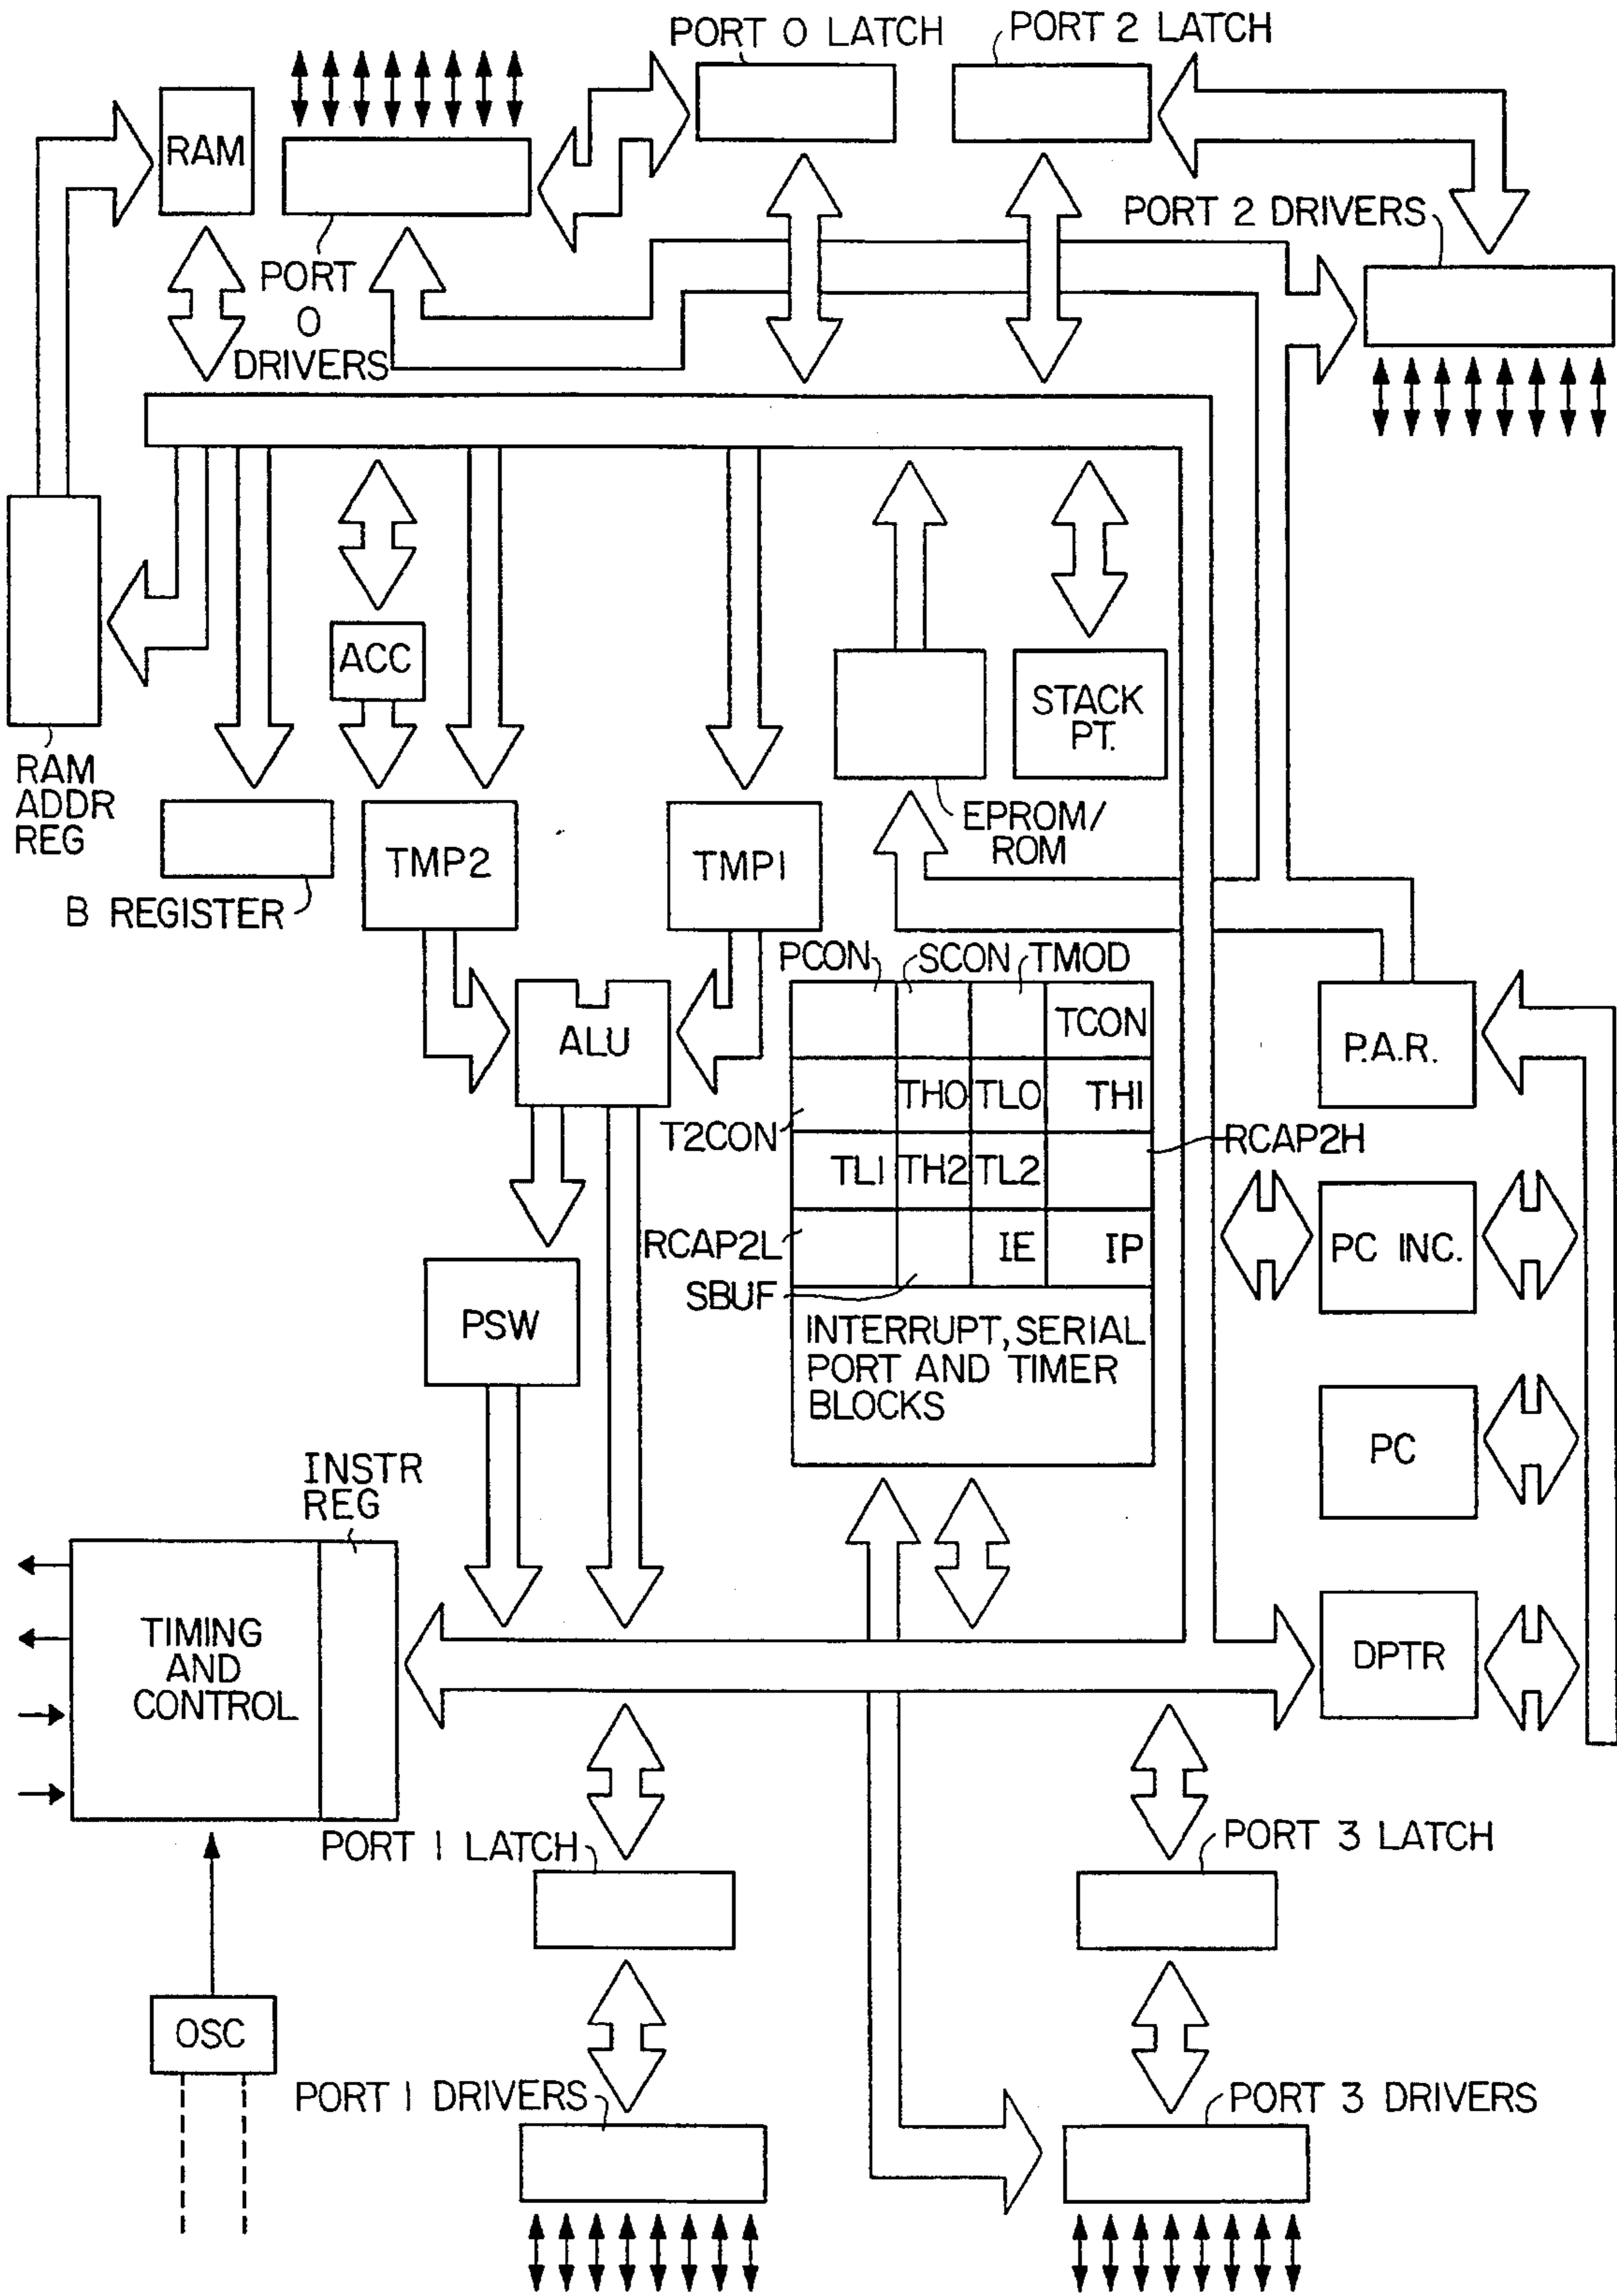 PORT 0 LATCH
PORT 2 LATCH
RAM
PORT 2 DRIVERS
PORT
0
DRIVERS
ACC
STACK
PT.
RAM
ADDR
REG
EPROM/
ROM
TMP2
TMP1
B REGISTER
PCON
SCON
TMOD
TCON
ALU
P.A.R.
TH0
TL0
TH1
T2CON
RCAP2H
TL1
TH2
TL2
RCAP2L
IE
IP
PC INC.
SBUF
PSW
INTERRUPT, SERIAL
PORT AND TIMER
BLOCKS
PC
INSTR
REG
TIMING
AND
CONTROL
DPTR
PORT 1 LATCH
PORT 3 LATCH
OSC
PORT 1 DRIVERS
PORT 3 DRIVERS